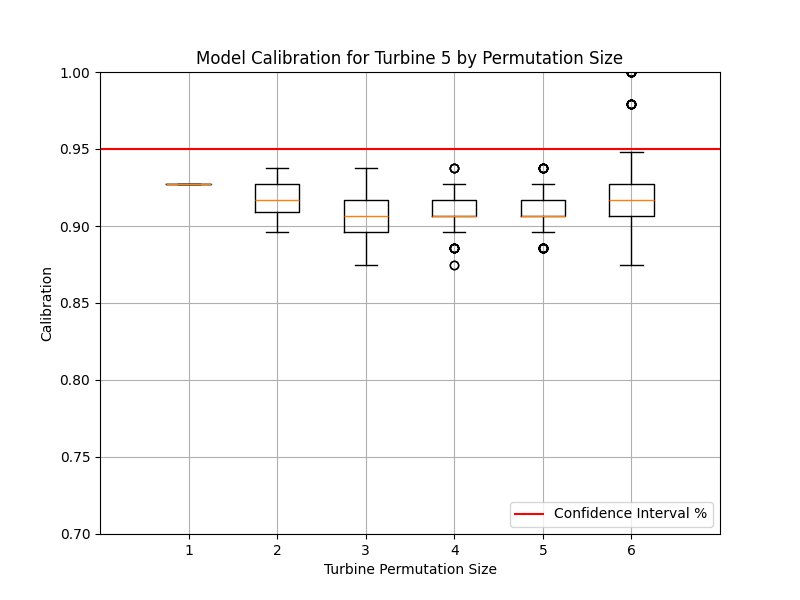 Model Calibration for Turbine 5 by Permutation Size
1.00
0.95
0.90
0.85
0.80
0.75
0.70
Calibration
1 2 3 4 5 6
Turbine Permutation Size
Confidence Interval %